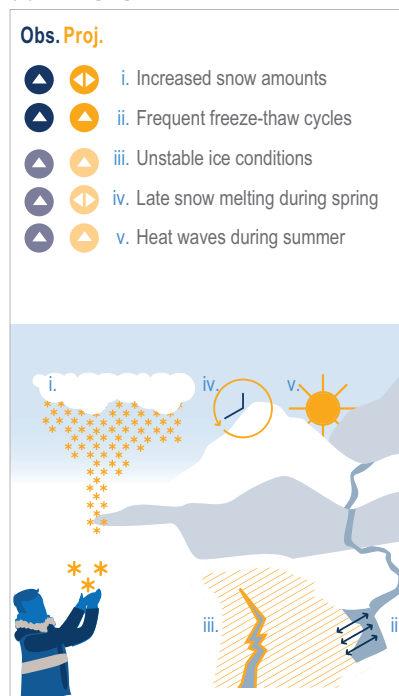 Obs. Proj.
i. Increased snow amounts
ii. Frequent freeze-thaw cycles
iii. Unstable ice conditions
iv. Late snow melting during spring
v. Heat waves during summer
i. iv. v.
iii. ii